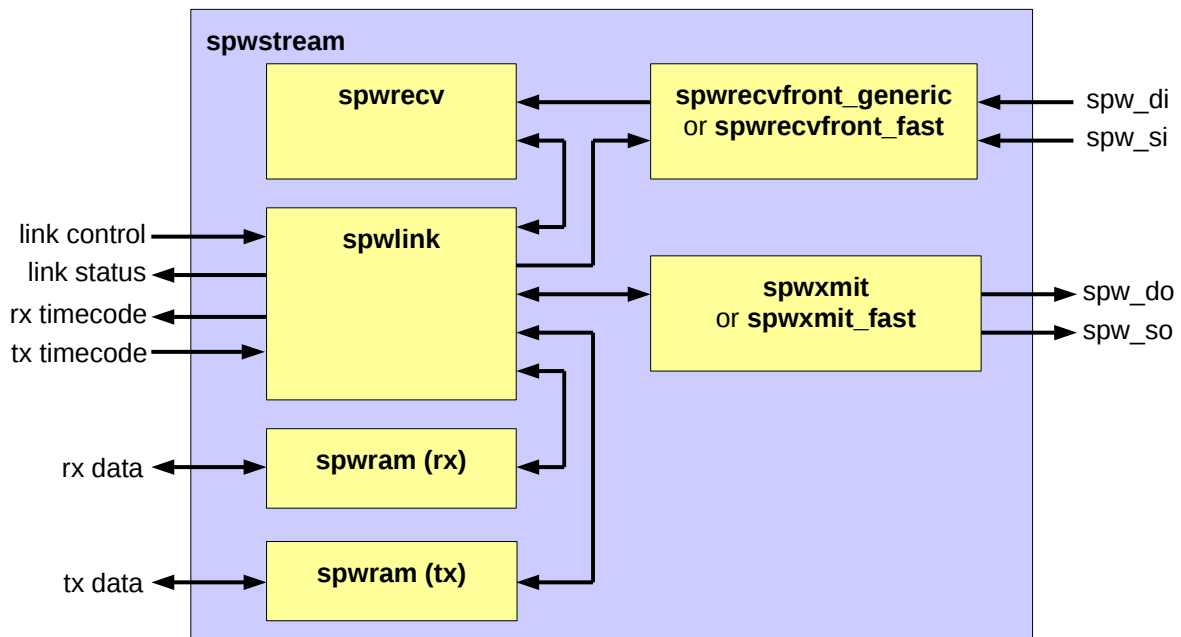 spwstream
spwrecv
spwrecvfront_generic
or spwrecvfront_fast
spw_di
spw_si
link control
link status
rx timecode
tx timecode
spwlink
spwxmit
or spwxmit_fast
spw_do
spw_so
rx data
spwram (rx)
tx data
spwram (tx)